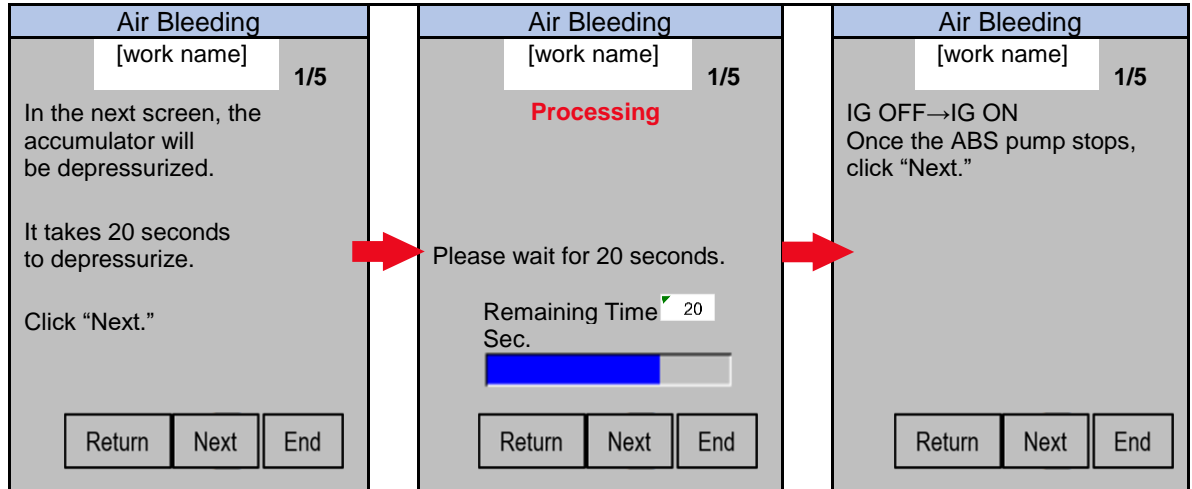 Air Bleeding
[work name]
1/5
In the next screen, the
accumulator will
be depressurized.
It takes 20 seconds
to depressurize.
Click “Next.”
Return
Next
End
Air Bleeding
[work name]
1/5
Processing
Please wait for 20 seconds.
Remaining Time 20
Sec.
Return
Next
End
Air Bleeding
[work name]
1/5
IG OFF→IG ON
Once the ABS pump stops,
click “Next.”
Return
Next
End